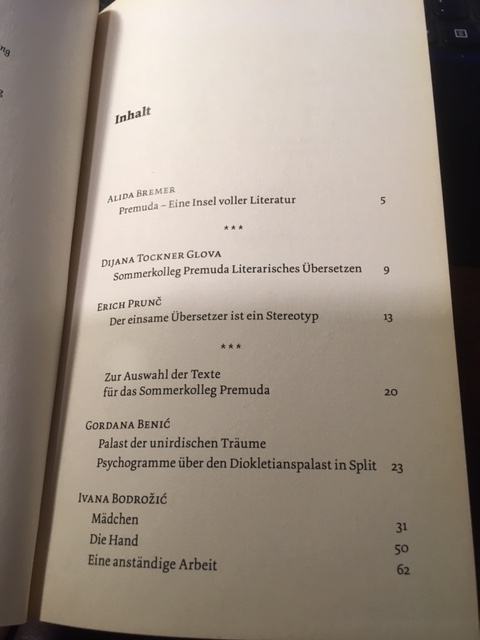 Inhalt
ALIDA BREMER
Premuda – Eine Insel voller Literatur 5
***
DIJANA TOCKNER GLOVA
Sommerkolleg Premuda Literarisches Übersetzen 9
ERICH PRUNČ
Der einsame Übersetzer ist ein Stereotyp 13
***
Zur Auswahl der Texte
für das Sommerkolleg Premuda 20
GORDANA BENIĆ
Palast der unirdischen Träume
Psychogramme über den Diokletianspalast in Split 23
IVANA BODROŽIĆ
Mädchen 31
Die Hand 50
Eine anständige Arbeit 62